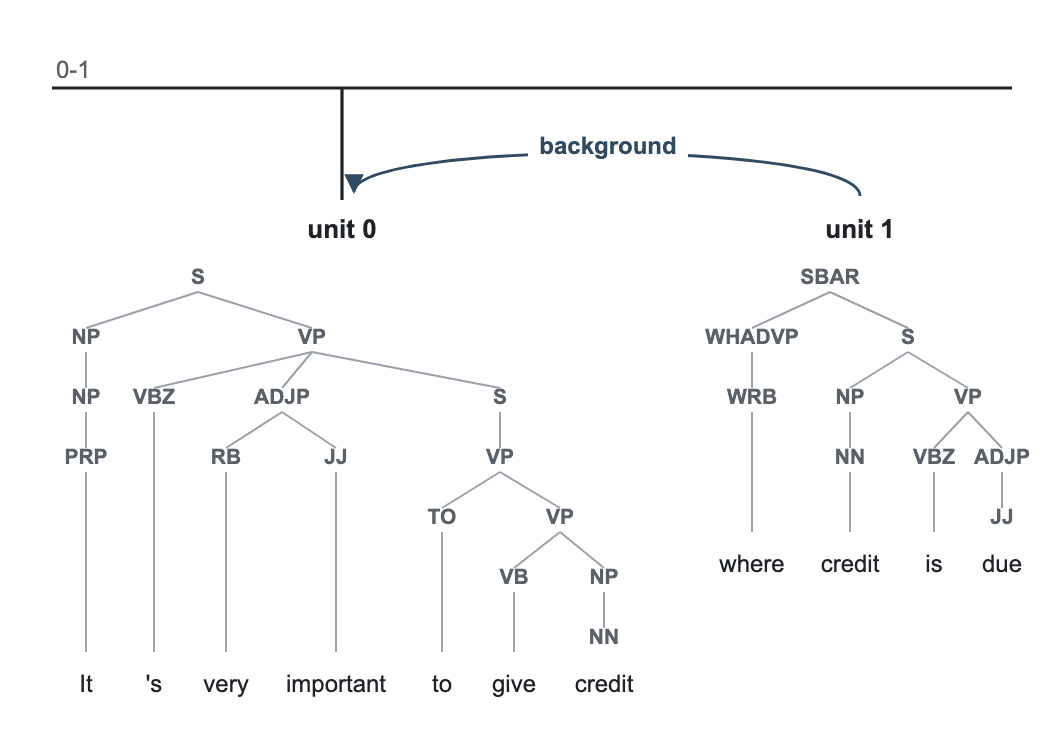 0-1
background
unit 0 unit 1
S SBAR
NP VP WHADVP S
NP VBZ ADJP S WRB NP VP
PRP RB JJ VP NN VBZ ADJP
TO VP JJ
where credit is due
VB NP
NN
It 's very important to give credit